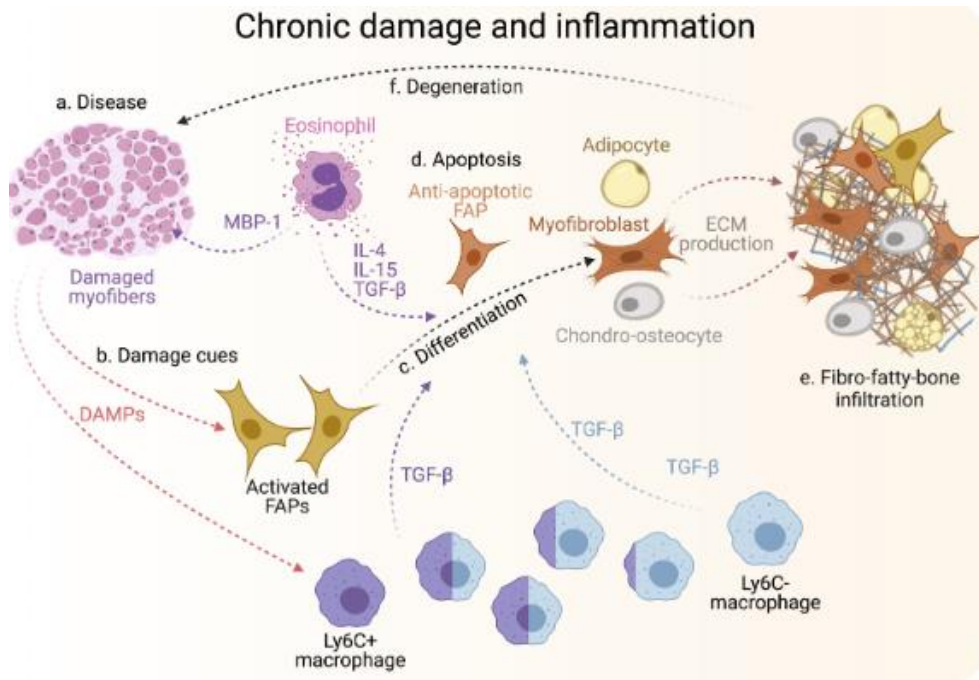 Chronic damage and inflammation
f. Degeneration
a. Disease
Eosinophil
d. Apoptosis
Adipocyte
Anti-apoptotic
FAP
MBP-1
Myofibroblast
ECM
production
IL-4
IL-15
TGF-β
Damaged
myofibers
c. Differentiation
Chondro-osteocyte
b. Damage cues
e. Fibro-fatty-bone
infiltration
DAMPs
TGF-β
TGF-β
TGF-β
Activated
FAPs
Ly6C-
macrophage
Ly6C+
macrophage